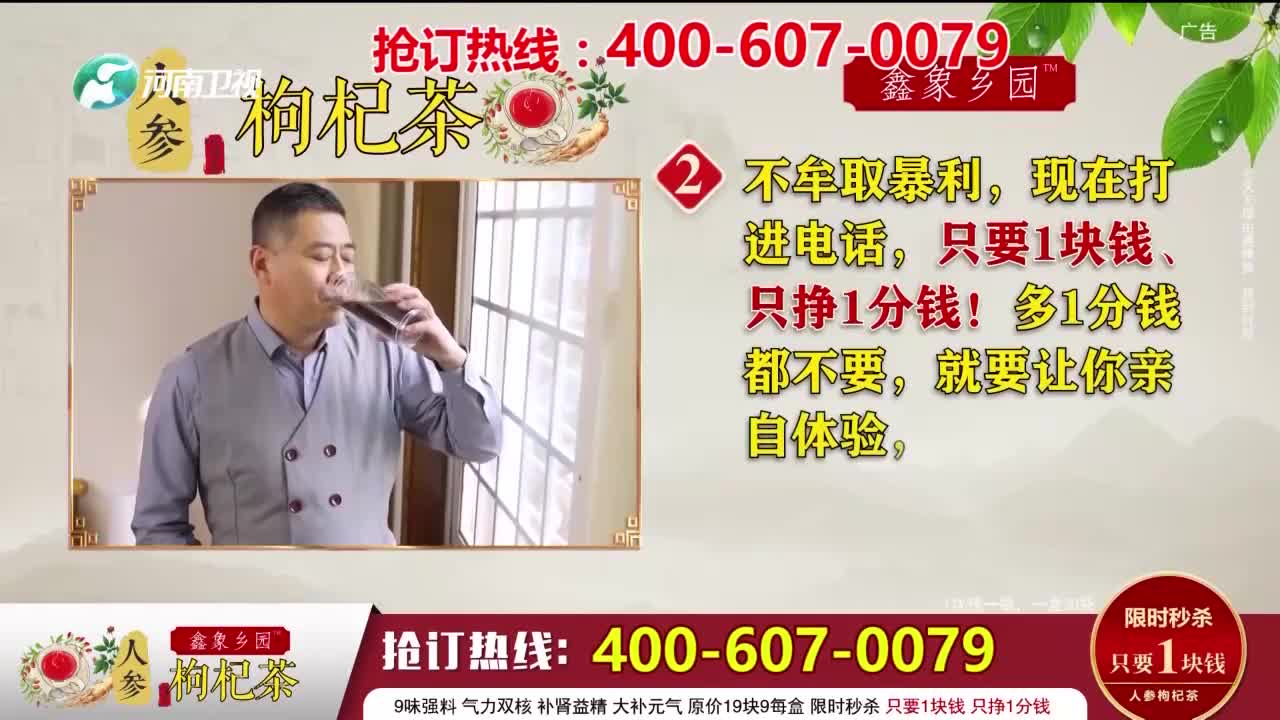 抢订热线：400-607-0079
广告
河南卫视
人参
枸杞茶
鑫象乡园™
2
不牟取暴利，现在打
进电话，只要1块钱、
只挣1分钱！多1分钱
都不要，就要让你亲
自体验，
鑫象乡园™
人参
枸杞茶
抢订热线：400-607-0079
9味强料 气力双核 补肾益精 大补元气 原价19块9每盒 限时秒杀 只要1块钱 只挣1分钱
限时秒杀
只要1块钱
人参枸杞茶